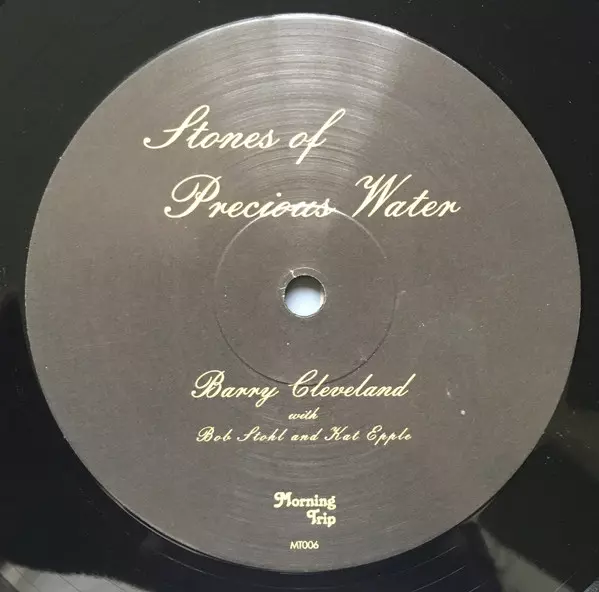 Stones of
Precious Water
Barry Cleveland
with
Bob Stohl and Kat Epple
Morning
Trip
MT006